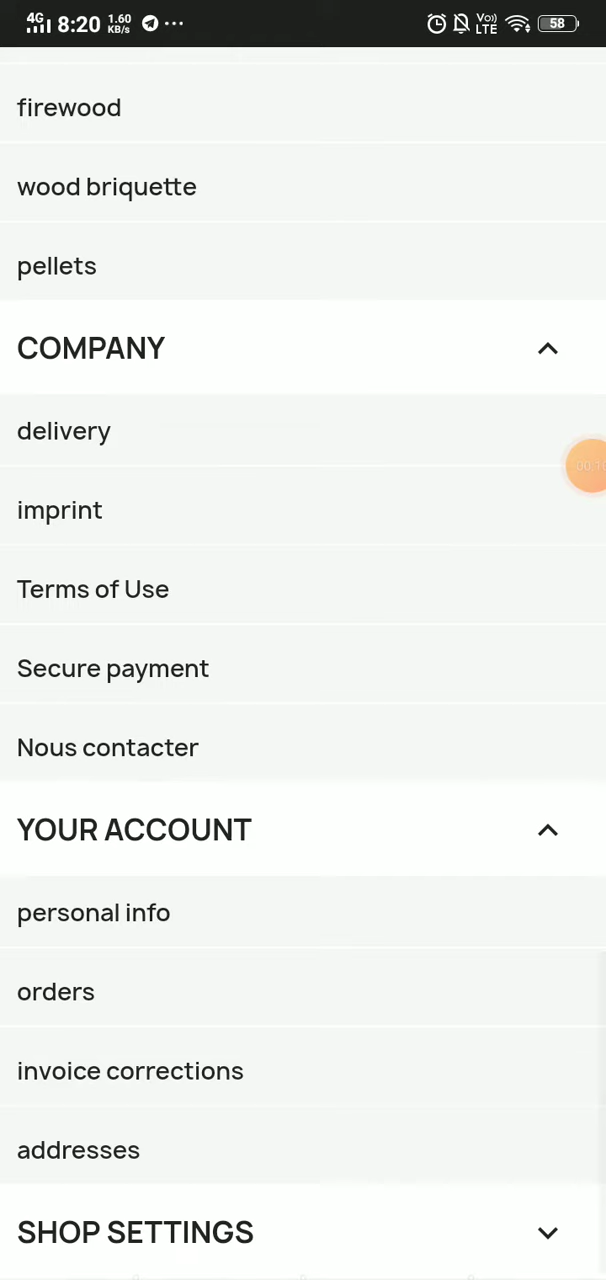 4G 8:20 1.60 KB/s ... Vo)) LTE 58
firewood
wood briquette
pellets
COMPANY
delivery
imprint
Terms of Use
Secure payment
Nous contacter
YOUR ACCOUNT
personal info
orders
invoice corrections
addresses
SHOP SETTINGS